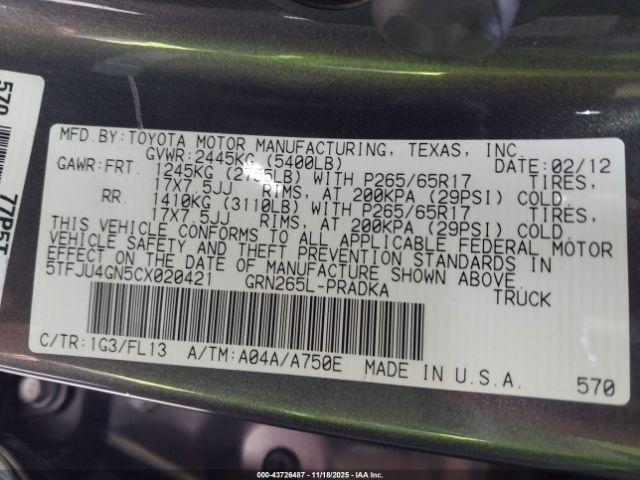 570
77P5T
MFD.BY:TOYOTA MOTOR MANUFACTURING, TEXAS, INC.
GVWR:2445KG (5400LB) 02/12
GAWR:FRT. 1245KG (2745LB) WITH P265/65R17 TIRES,
17X7.5JJ RIMS, AT 200KPA (29PSI) COLD
RR. 1410KG (3110LB) WITH P265/65R17 TIRES,
17X7.5JJ RIMS, AT 200KPA (29PSI) COLD.
THIS VEHICLE CONFORMS TO ALL APPLICABLE FEDERAL MOTOR
VEHICLE SAFETY AND THEFT PREVENTION STANDARDS IN
EFFECT ON THE DATE OF MANUFACTURE SHOWN ABOVE.
5TFJU4GN5CX020421 GRN265L-PRADKA TRUCK
C/TR:1G3/FL13 A/TM:A04A/A750E MADE IN U.S.A.
570
000-43726487 11/18/2025 IAA Inc.